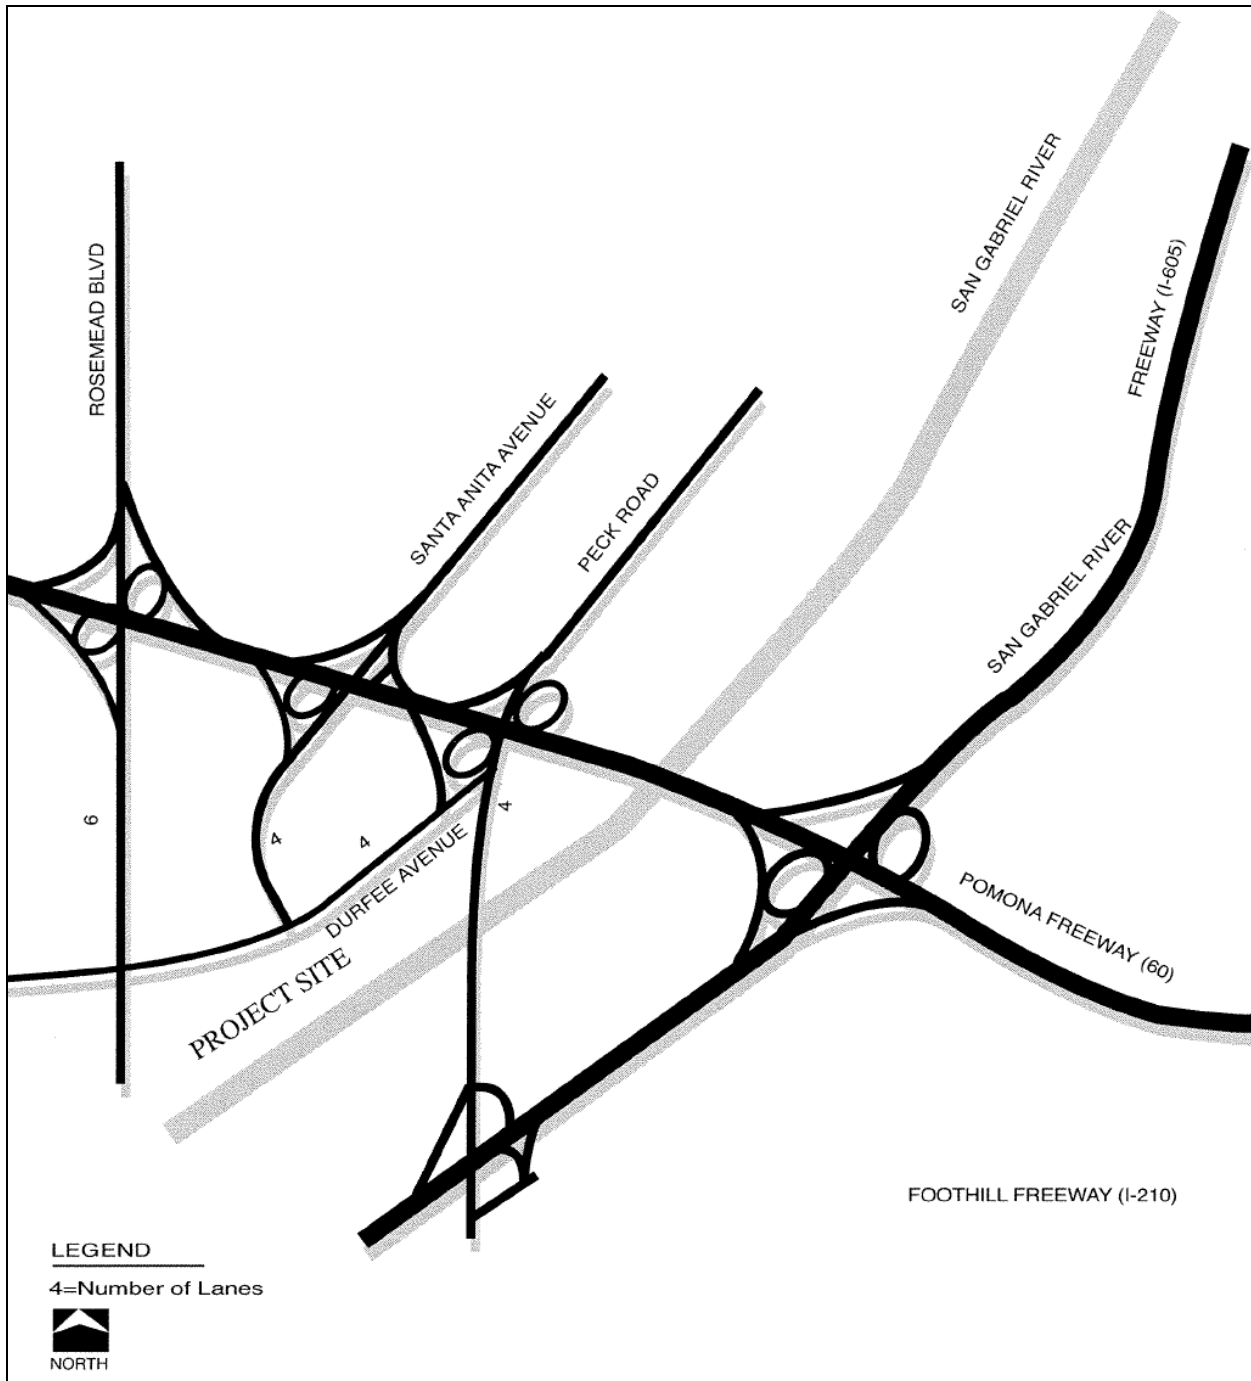 SAN GABRIEL RIVER
FREEWAY (I-605)
ROSEMEAD BLVD
SANTA ANITA AVENUE
PECK ROAD
SAN GABRIEL RIVER
6
4
4
4
DURFEE AVENUE
POMONA FREEWAY (60)
PROJECT SITE
FOOTHILL FREEWAY (I-210)
LEGEND
4=Number of Lanes
NORTH